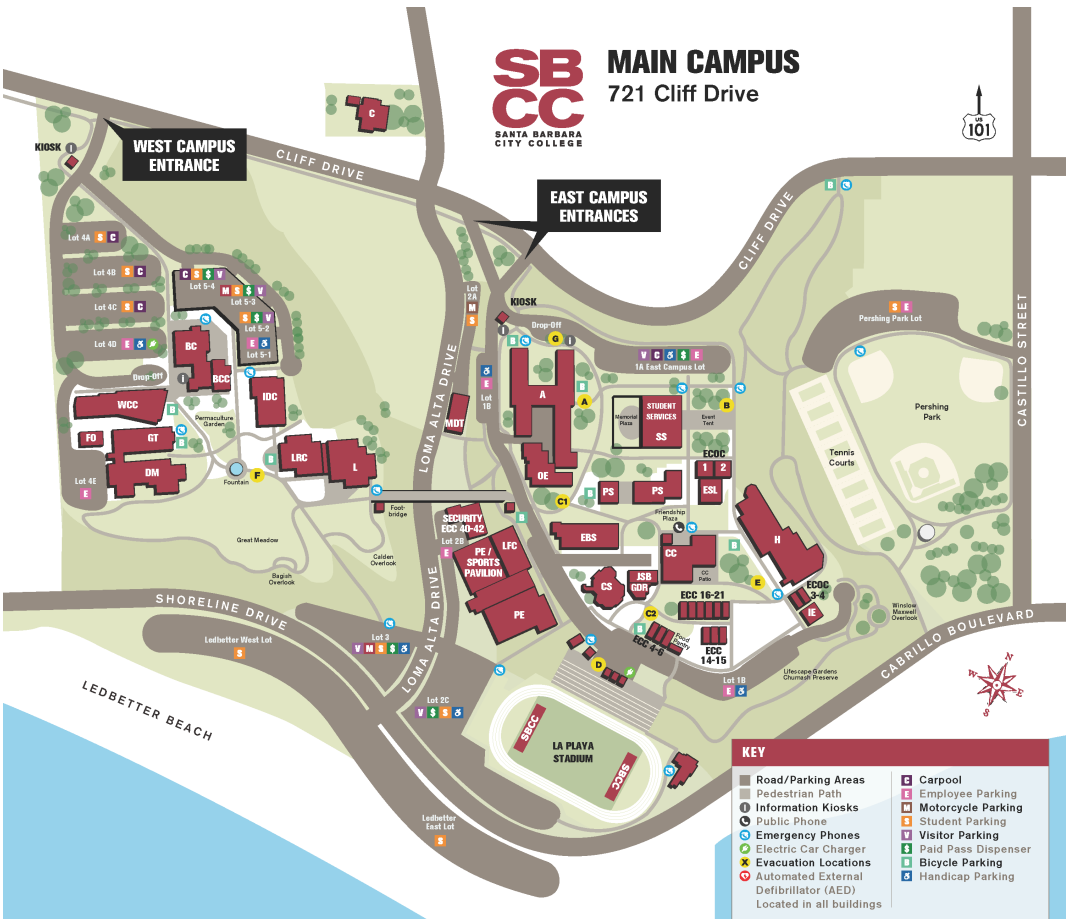 SB
CC
SANTA BARBARA
CITY COLLEGE
MAIN CAMPUS
721 Cliff Drive
US
101
C
KIOSK
I
WEST CAMPUS
ENTRANCE
CLIFF DRIVE
EAST CAMPUS
ENTRANCES
CLIFF DRIVE
B
CASTILLO STREET
Lot 4A S C
Lot 4B S C
Lot 4C S C
Lot 4D E
C S $ V
Lot 5-4
M S $ V
Lot 5-3
S $ V
Lot 5-2
E
Lot 5-1
Lot
2A
M
S
KIOSK
I
Drop-Off
G I
B
V C $ E
1A East Campus Lot
S E
Pershing Park Lot
BC
BCC
I
IDC
Drop-Off
WCC
B
Permaculture
Garden
FO
GT
B
DM
Lot 4E
E
Fountain
F
B
LRC
L
LOMA ALTA DRIVE
MDT
E
Lot
1B
A
B
A
OE
Memorial
Plaza
STUDENT
SERVICES
SS
B
Event
Tent
Pershing
Park
Tennis
Courts
ECOC
1 2
ESL
B
PS
PS
C1
Friendship
Plaza
Foot-
bridge
B
SECURITY
ECC 40-42
Lot 2B
E
LFC
PE /
SPORTS
PAVILION
PE
EBS
CC
CC
Patio
B
H
Great Meadow
Calden
Overlook
Bagish
Overlook
CS
JSB
GDR
E
ECOC
3-4
IE
ECC 16-21
C2
B
ECC 4-6
Food
Pantry
ECC
14-15
Winslow
Maxwell
Overlook
SHORELINE DRIVE
Ledbetter West Lot
S
Lot 3
V M S $
LOMA ALTA DRIVE
D
Lot 1B
E
Lifescape Gardens
Chumash Preserve
CABRILLO BOULEVARD
N
W
E
S
LEDBETTER BEACH
Lot 2C
V $ S
SBCC
LA PLAYA
STADIUM
SBCC
Ledbetter
East Lot
S
KEY
Road/Parking Areas
Pedestrian Path
I Information Kiosks
Public Phone
Emergency Phones
Electric Car Charger
X Evacuation Locations
Automated External
Defibrillator (AED)
Located in all buildings
C Carpool
E Employee Parking
M Motorcycle Parking
S Student Parking
V Visitor Parking
$ Paid Pass Dispenser
B Bicycle Parking
Handicap Parking